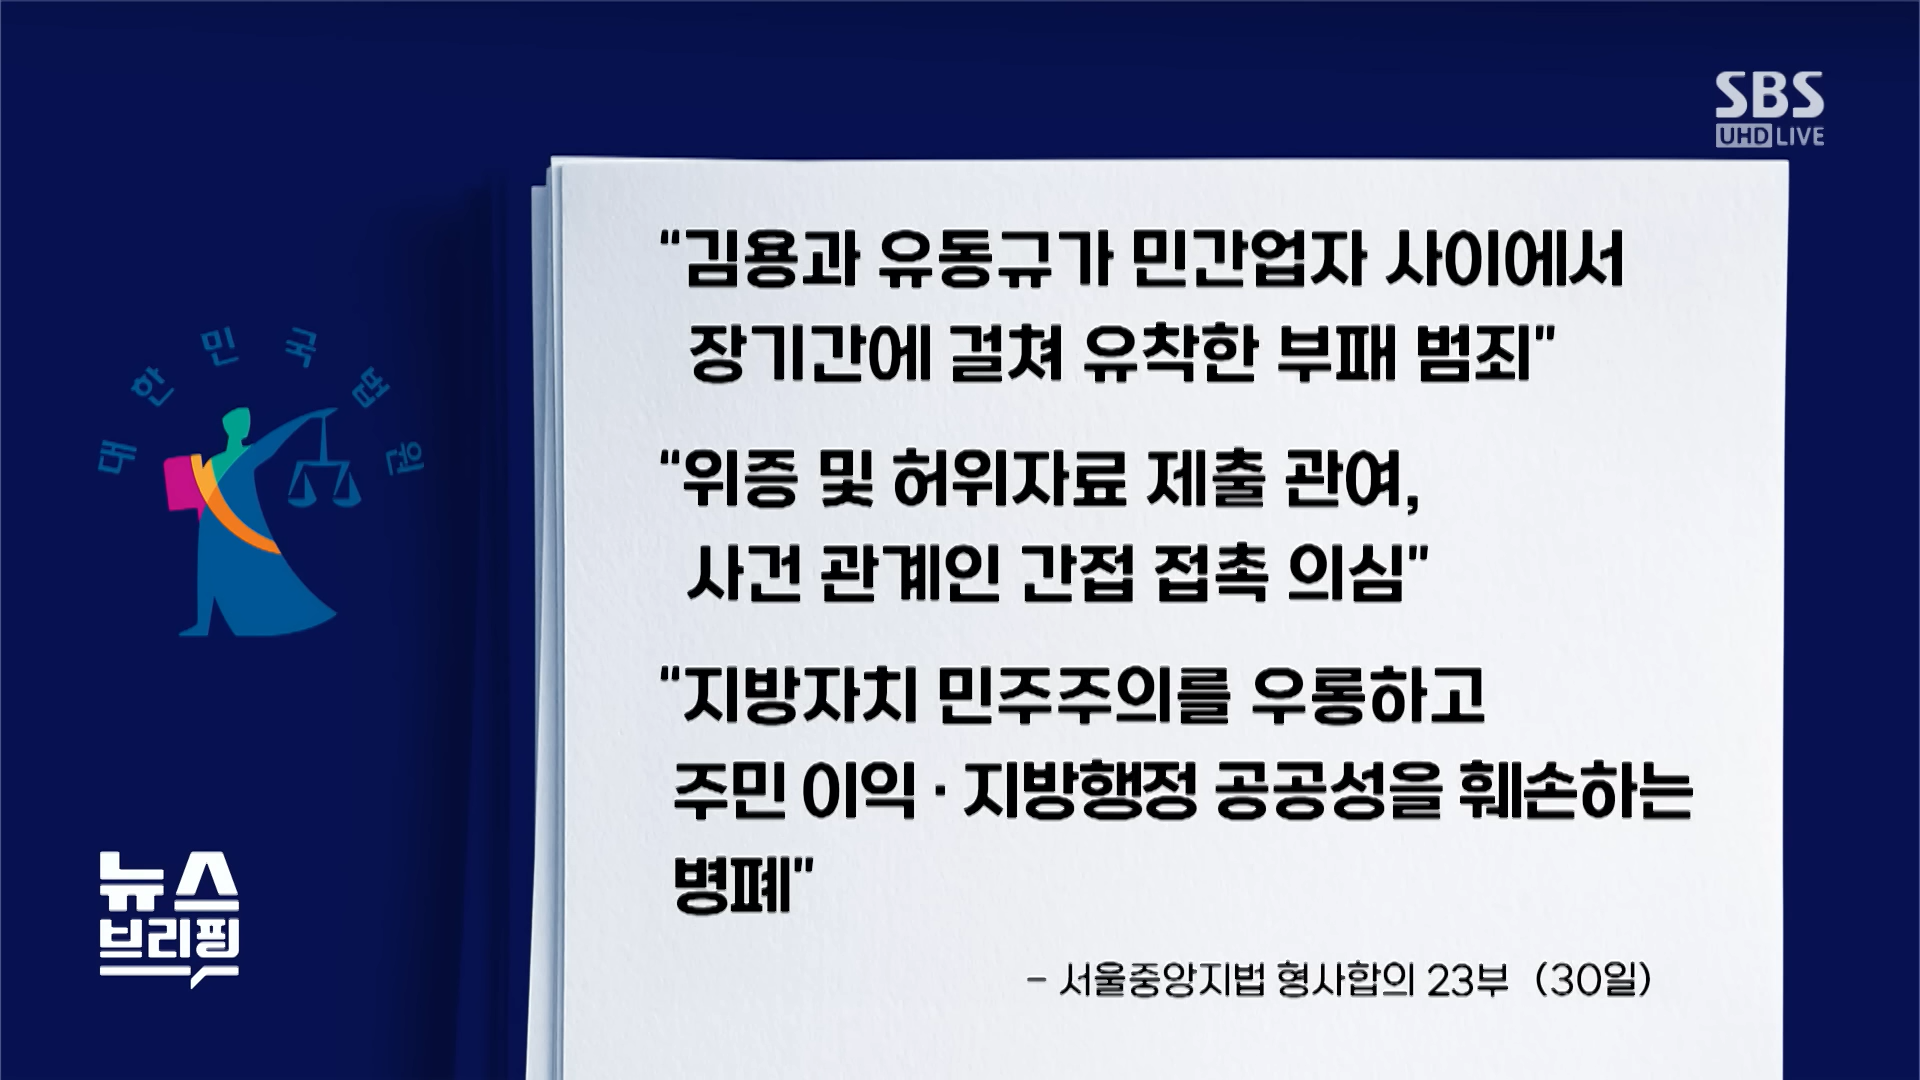 SBS
UHD LIVE
"김용과 유동규가 민간업자 사이에서
장기간에 걸쳐 유착한 부패 범죄"
대한민국법원
"위증 및 허위자료 제출 관여,
사건 관계인 간접 접촉 의심"
"지방자치 민주주의를 우롱하고
주민 이익·지방행정 공공성을 훼손하는
병폐"
뉴스
브리핑
- 서울중앙지법 형사합의 23부 (30일)